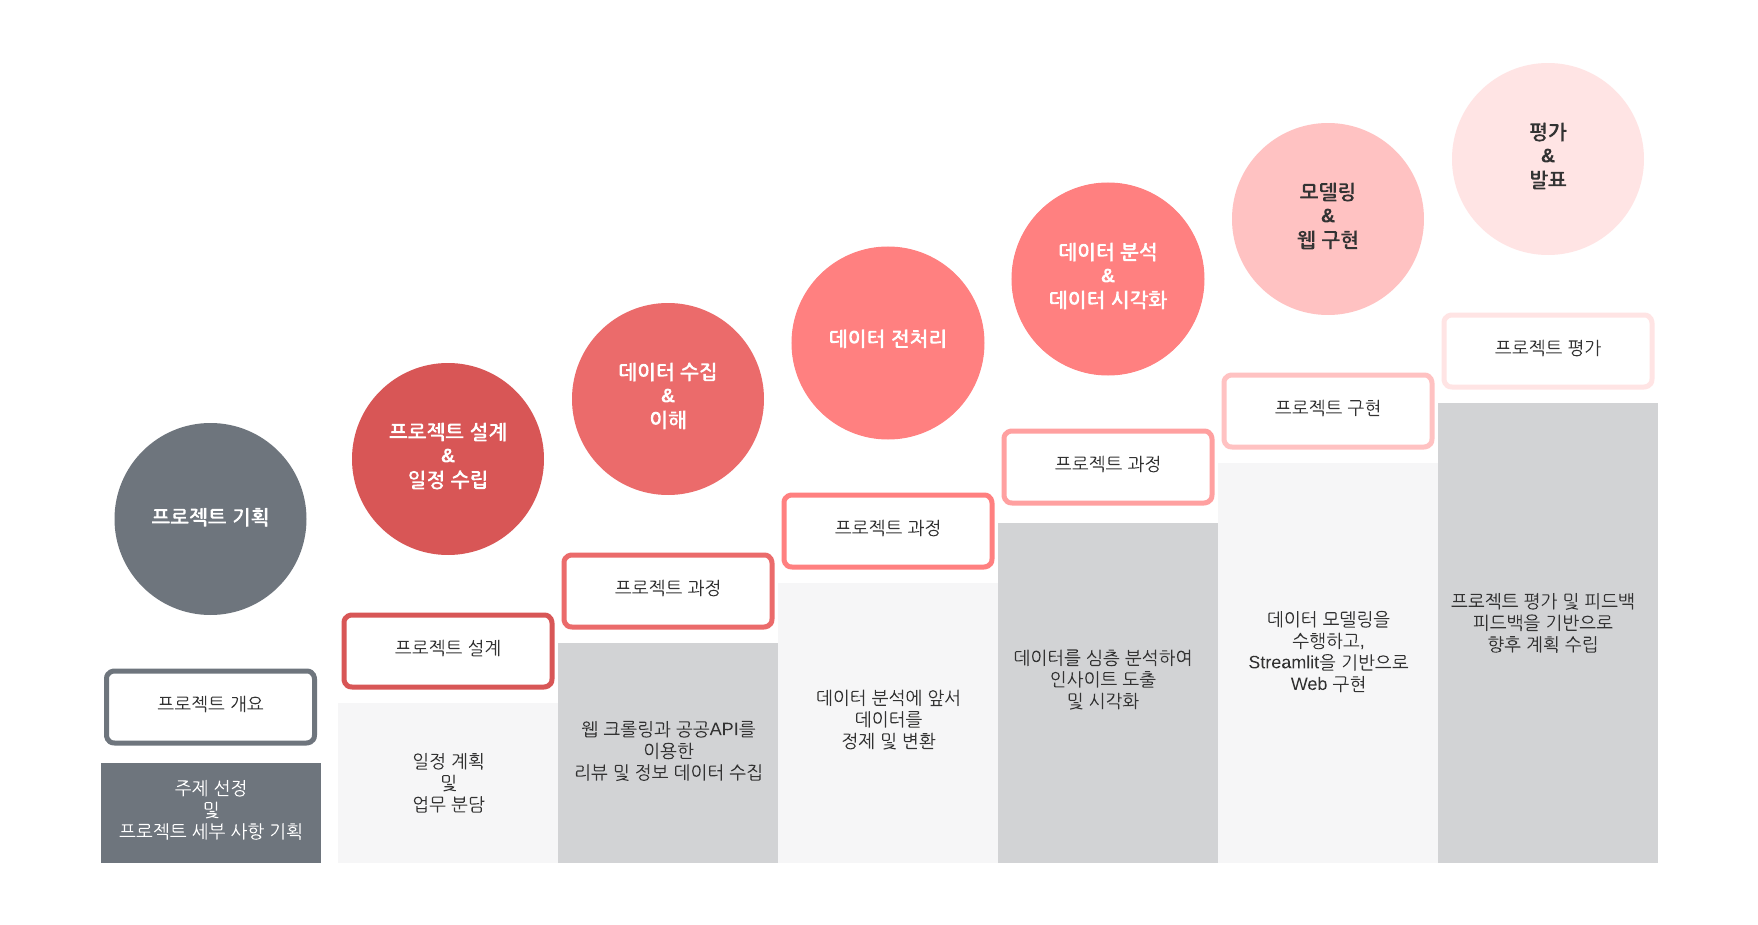 프로젝트 기획
프로젝트 개요
주제 선정
및
프로젝트 세부 사항 기획
프로젝트 설계
&
일정 수립
프로젝트 설계
일정 계획
및
업무 분담
데이터 수집
&
이해
프로젝트 과정
웹 크롤링과 공공API를
이용한
리뷰 및 정보 데이터 수집
데이터 전처리
프로젝트 과정
데이터 분석에 앞서
데이터를
정제 및 변환
데이터 분석
&
데이터 시각화
프로젝트 과정
데이터를 심층 분석하여
인사이트 도출
및 시각화
모델링
&
웹 구현
프로젝트 구현
데이터 모델링을
수행하고,
Streamlit을 기반으로
Web 구현
평가
&
발표
프로젝트 평가
프로젝트 평가 및 피드백
피드백을 기반으로
향후 계획 수립